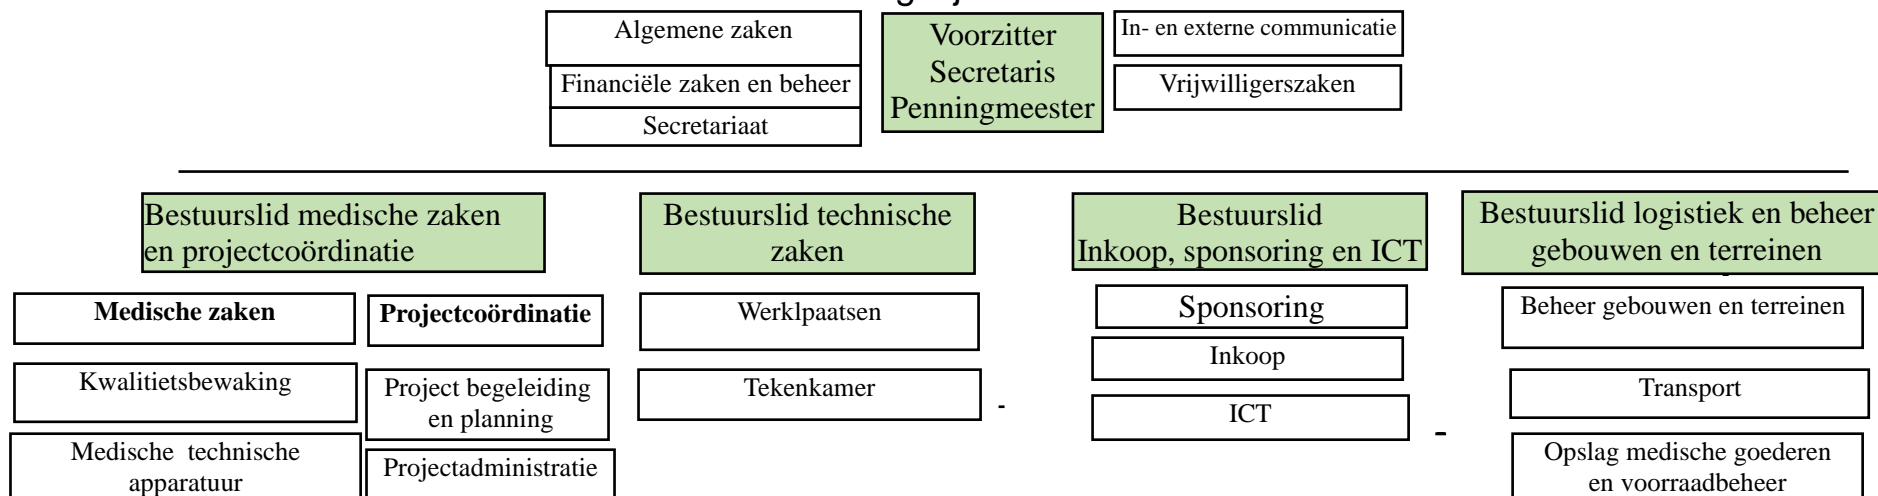 Algemene zaken
Financiële zaken en beheer
Secretariaat
Voorzitter
Secretaris
Penningmeester
In- en externe communicatie
Vrijwilligerszaken
Bestuurslid medische zaken
en projectcoördinatie
Medische zaken
Projectcoördinatie
Kwalitietsbewaking
Project begeleiding
en planning
Medische technische
apparatuur
Projectadministratie
Bestuurslid technische
zaken
Werklpaatsen
Tekenkamer
-
Bestuurslid
Inkoop, sponsoring en ICT
Sponsoring
Inkoop
ICT
-
Bestuurslid logistiek en beheer
gebouwen en terreinen
Beheer gebouwen en terreinen
Transport
Opslag medische goederen
en voorraadbeheer